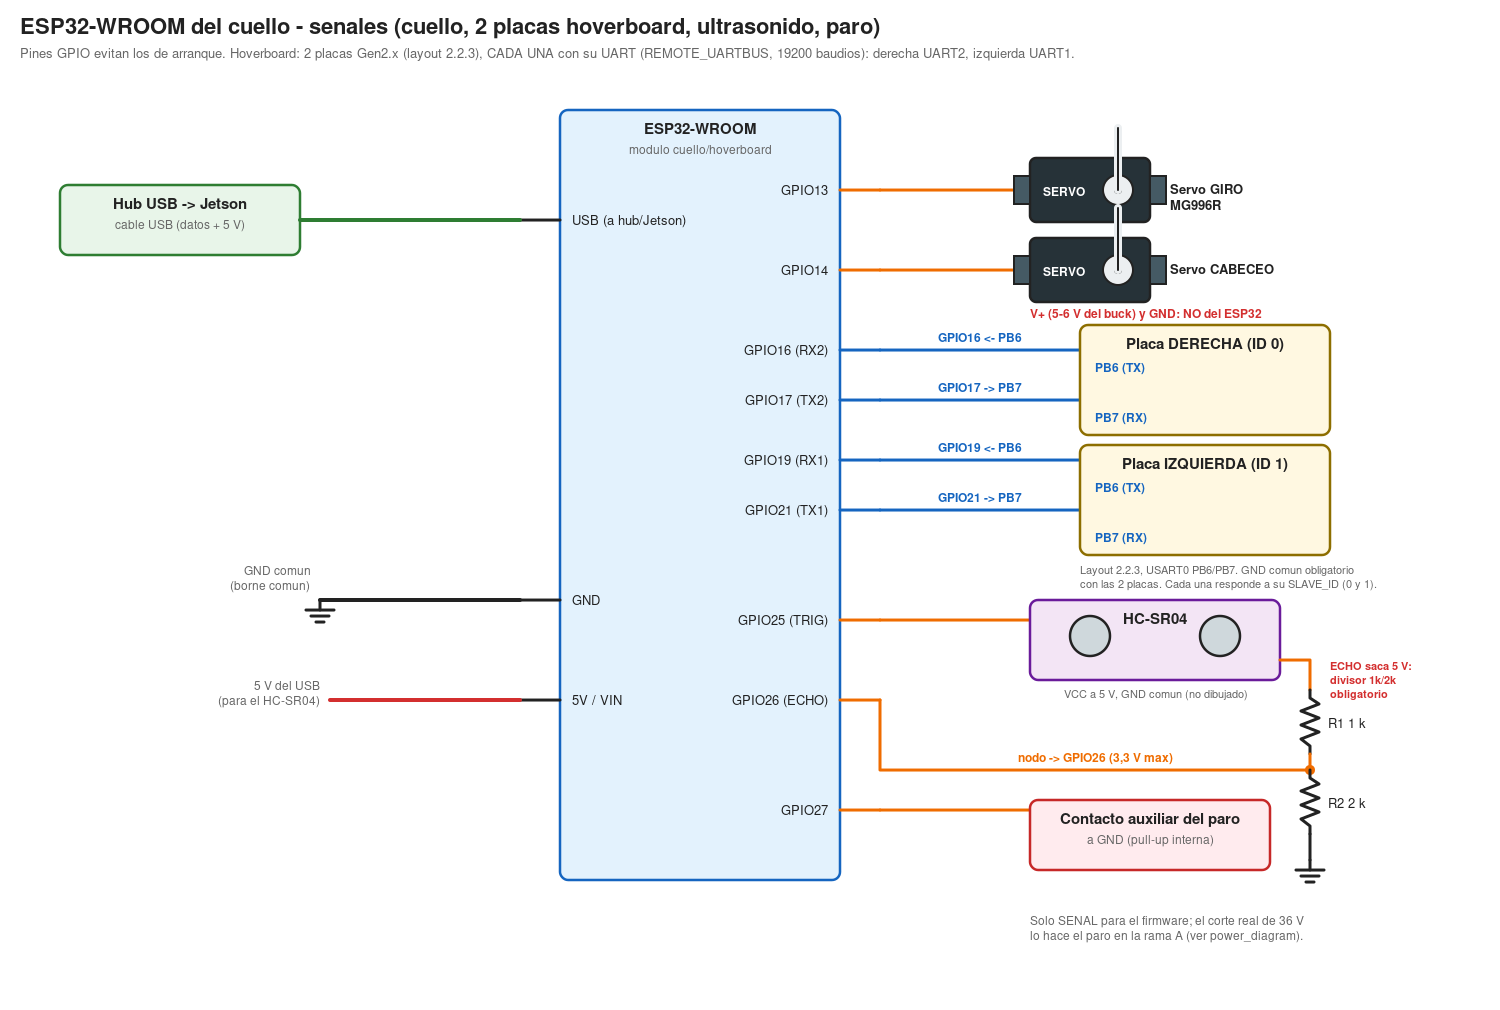 ESP32-WROOM del cuello - senales (cuello, 2 placas hoverboard, ultrasonido, paro)
Pines GPIO evitan los de arranque. Hoverboard: 2 placas Gen2.x (layout 2.2.3), CADA UNA con su UART (REMOTE_UARTBUS, 19200 baudios): derecha UART2, izquierda UART1.
ESP32-WROOM
modulo cuello/hoverboard
Hub USB -> Jetson
cable USB (datos + 5 V)
USB (a hub/Jetson)
GPIO13
SERVO
Servo GIRO
MG996R
GPIO14
SERVO
Servo CABECEO
V+ (5-6 V del buck) y GND: NO del ESP32
GPIO16 (RX2)
GPIO16 <- PB6
Placa DERECHA (ID 0)
PB6 (TX)
GPIO17 (TX2)
GPIO17 -> PB7
PB7 (RX)
GPIO19 (RX1)
GPIO19 <- PB6
Placa IZQUIERDA (ID 1)
PB6 (TX)
GPIO21 (TX1)
GPIO21 -> PB7
PB7 (RX)
Layout 2.2.3, USART0 PB6/PB7. GND comun obligatorio
con las 2 placas. Cada una responde a su SLAVE_ID (0 y 1).
GND comun
(borne comun)
GND
GPIO25 (TRIG)
HC-SR04
VCC a 5 V, GND comun (no dibujado)
ECHO saca 5 V:
divisor 1k/2k
obligatorio
5 V del USB
(para el HC-SR04)
5V / VIN
GPIO26 (ECHO)
R1 1 k
nodo -> GPIO26 (3,3 V max)
R2 2 k
GPIO27
Contacto auxiliar del paro
a GND (pull-up interna)
Solo SENAL para el firmware; el corte real de 36 V
lo hace el paro en la rama A (ver power_diagram).